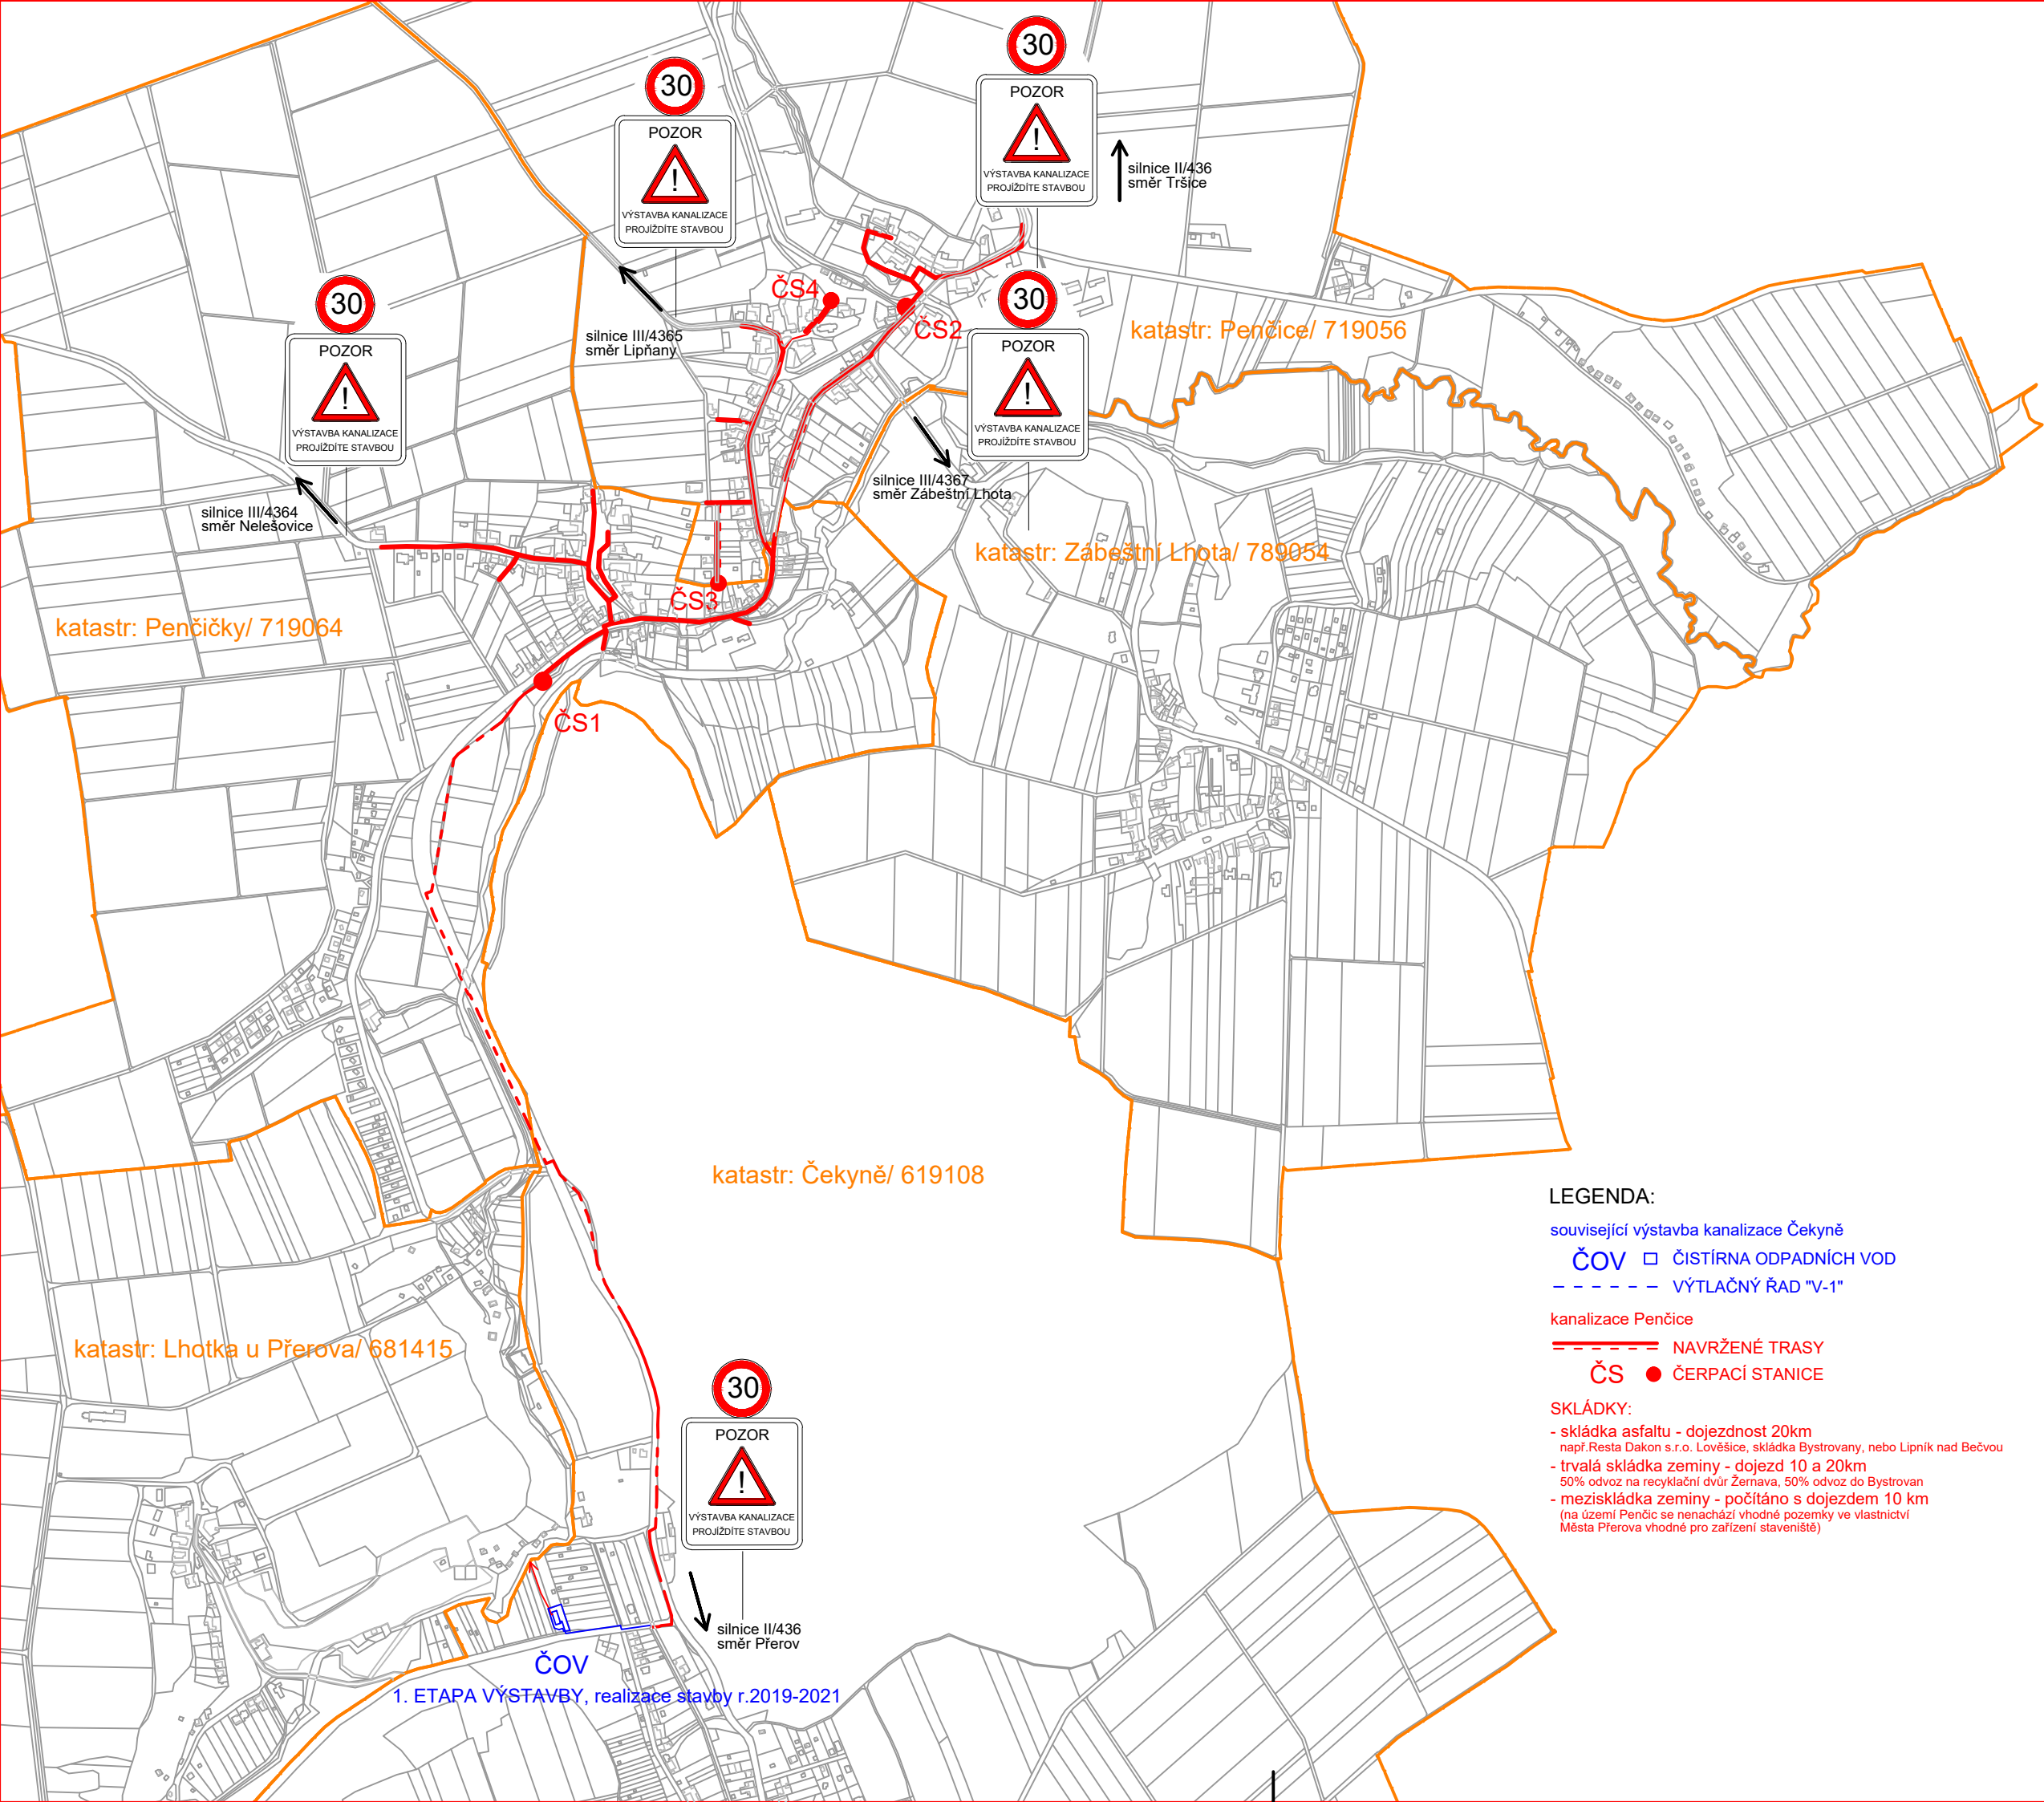 30
POZOR
!
VÝSTAVBA KANALIZACE
PROJÍŽDÍTE STAVBOU
silnice II/436
směr Tršice
30
POZOR
!
VÝSTAVBA KANALIZACE
PROJÍŽDÍTE STAVBOU
silnice III/4365
směr Lipňany
ČS4
ČS2
30
POZOR
!
VÝSTAVBA KANALIZACE
PROJÍŽDÍTE STAVBOU
silnice III/4367
směr Zábeštní Lhota
katastr: Penčice/ 719056
30
POZOR
!
VÝSTAVBA KANALIZACE
PROJÍŽDÍTE STAVBOU
silnice III/4364
směr Nelešovice
katastr: Zábeštní Lhota/ 789054
ČS3
katastr: Penčičky/ 719064
ČS1
katastr: Čekyně/ 619108
katastr: Lhotka u Přerova/ 681415
30
POZOR
!
VÝSTAVBA KANALIZACE
PROJÍŽDÍTE STAVBOU
silnice II/436
směr Přerov
ČOV
1. ETAPA VÝSTAVBY, realizace stavby r.2019-2021
LEGENDA:
související výstavba kanalizace Čekyně
ČOV ČISTÍRNA ODPADNÍCH VOD
VÝTLAČNÝ ŘAD "V-1"
kanalizace Penčice
NAVRŽENÉ TRASY
ČS ČERPACÍ STANICE
SKLÁDKY:
- skládka asfaltu - dojezdnost 20km
např.Resta Dakon s.r.o. Lověšice, skládka Bystrovany, nebo Lipník nad Bečvou
- trvalá skládka zeminy - dojezd 10 a 20km
50% odvoz na recyklační dvůr Žernava, 50% odvoz do Bystrovan
- meziskládka zeminy - počítáno s dojezdem 10 km
(na území Penčic se nenachází vhodné pozemky ve vlastnictví
Města Přerova vhodné pro zařízení staveniště)